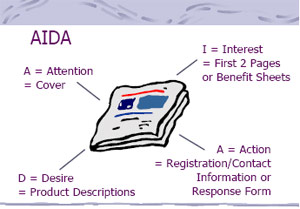 AIDA
A = Attention
= Cover
I = Interest
= First 2 Pages
or Benefit Sheets
D = Desire
= Product Descriptions
A = Action
= Registration/Contact
Information or
Response Form